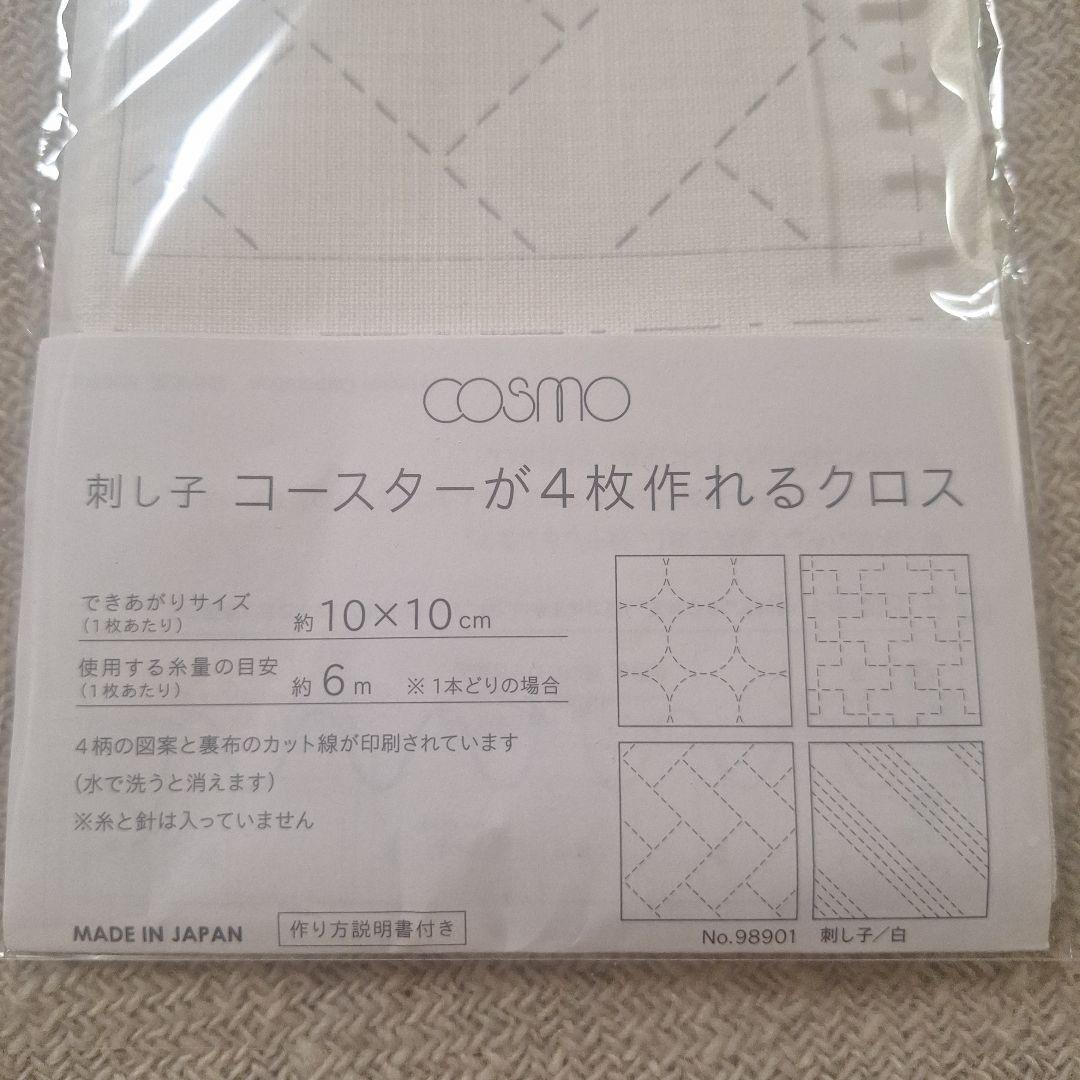 COSMO
刺し子 コースターが4枚作れるクロス
できあがりサイズ
(1枚あたり)
約10×10cm
使用する糸量の目安
(1枚あたり)
約6m ※1本どりの場合
4柄の図案と裏布のカット線が印刷されています
(水で洗うと消えます)
※糸と針は入っていません
MADE IN JAPAN
作り方説明書付き
No.98901 刺し子/白